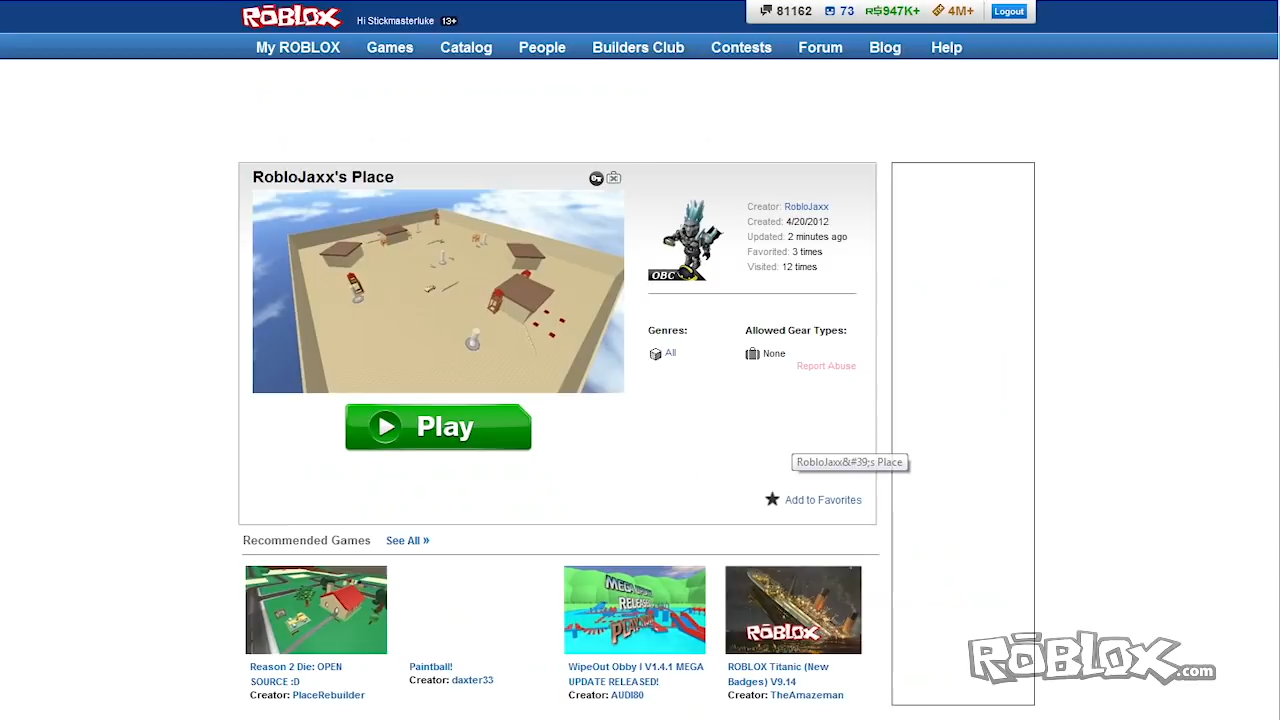 ROBLOX Hi Stickmasterluke 13+ 81162 73 R$947K+ 4M+ Logout
My ROBLOX Games Catalog People Builders Club Contests Forum Blog Help
RobloJaxx's Place
Creator: RobloJaxx
Created: 4/20/2012
Updated: 2 minutes ago
Favorited: 3 times
Visited: 12 times
OBC
Genres: Allowed Gear Types:
All None
Report Abuse
Play
RobloJaxx&#39;s Place
Add to Favorites
Recommended Games See All »
MEGA UPDATE
RELEASED
ROBLOX
Reason 2 Die: OPEN
SOURCE :D
Creator: PlaceRebuilder
Paintball!
Creator: daxter33
WipeOut Obby I V1.4.1 MEGA
UPDATE RELEASED!
Creator: AUDI80
ROBLOX Titanic (New
Badges) V9.14
Creator: TheAmazeman
ROBLOX.com